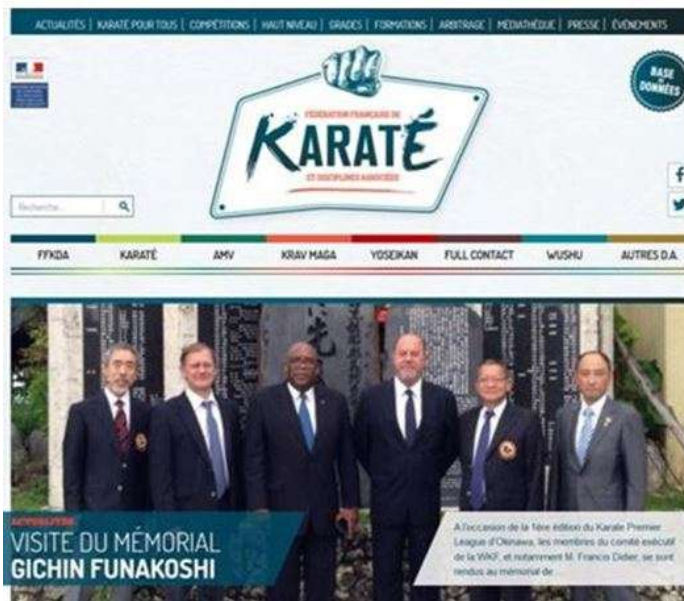 ACTUALITÉS | KARATÉ POUR TOUS | COMPÉTITIONS | HAUT NIVEAU | GRADES | FORMATIONS | ARBITRAGE | MÉDIATHÈQUE | PRESSE | ÉVÉNEMENTS
BASE
DE
DONNÉES
FÉDÉRATION FRANÇAISE DE
KARATÉ
ET DISCIPLINES ASSOCIÉES
Recherche...
FFKDA KARATÉ AMV KRAV MAGA YOSEIKAN FULL CONTACT WUSHU AUTRES D.A.
ACTUALITÉS
VISITE DU MÉMORIAL
GICHIN FUNAKOSHI
A l'occasion de la 1ère édition du Karate Premier
League d'Okinawa, les membres du comité exécutif
de la WKF, et notamment M. Francis Didier, se sont
rendus au mémorial de...